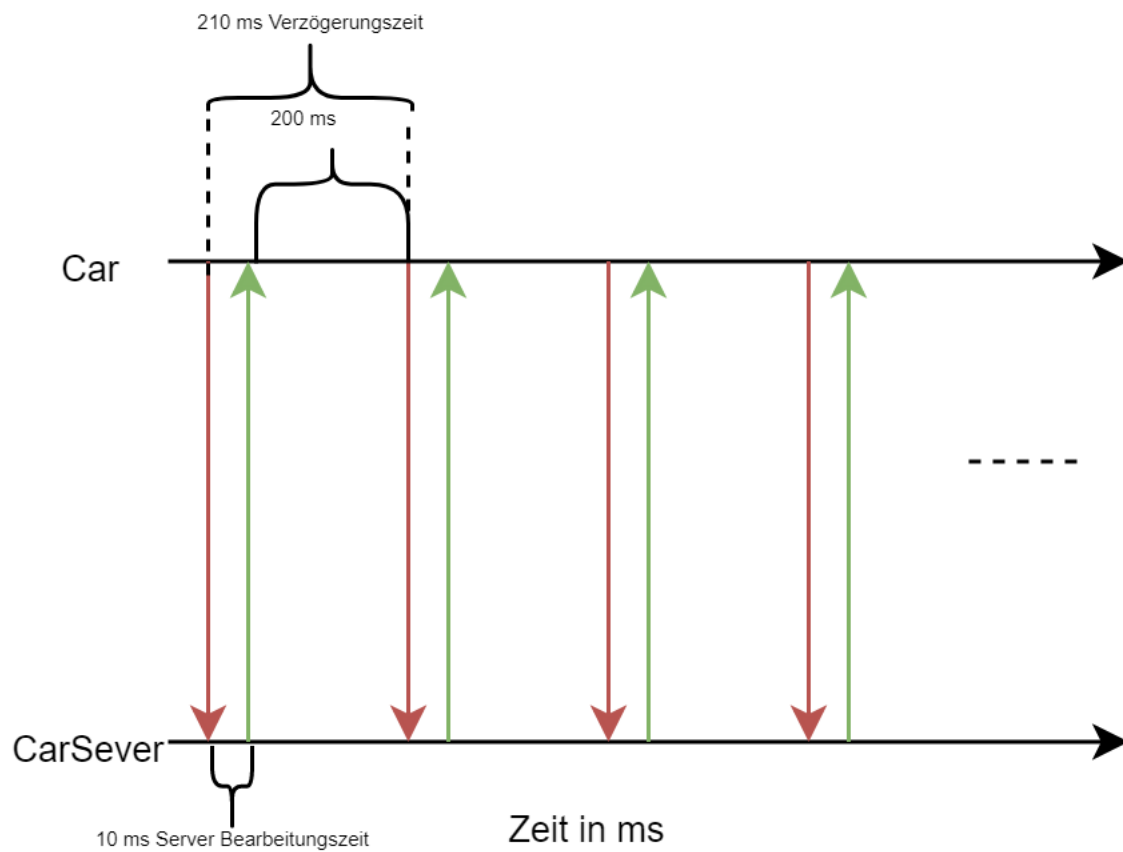 210 ms Verzögerungszeit
200 ms
Car
CarSever
10 ms Server Bearbeitungszeit
Zeit in ms